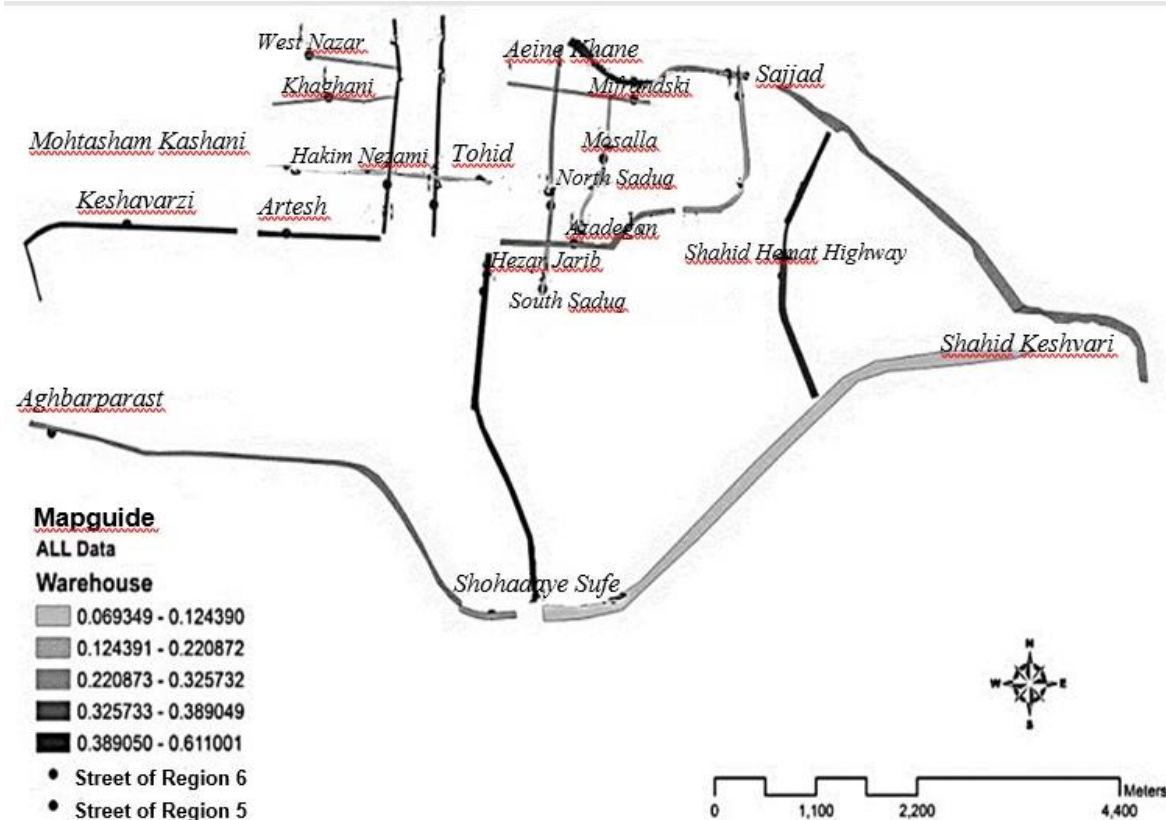 West Nazar
Aeine Khane
Sajjad
Khaghani
Mosalla
Mohtasham Kashani
Hakim Nezami
Tohid
North Saduq
Keshavarzi
Artesh
Azadegan
Hezar Jarib
Shahid Hemat Highway
South Saduq
Shahid Keshvari
Aghbarparast
Shohadaye Sufe
Mapguide
ALL Data
Warehouse
0.069349 - 0.124390
0.124391 - 0.220872
0.220873 - 0.325732
0.325733 - 0.389049
0.389050 - 0.611001
Street of Region 6
Street of Region 5
N
W E
S
Meters
0 1,100 2,200 4,400